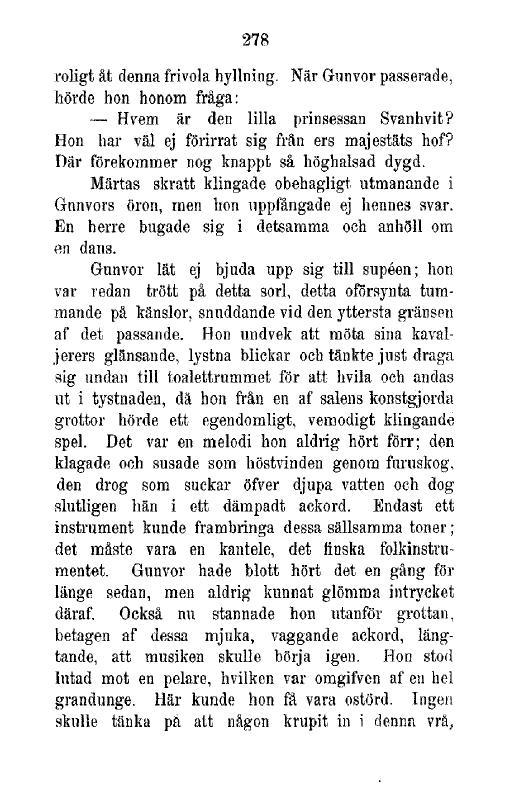 278
roligt åt denna frivola hyllning. När Gunvor passerade,
hörde hon honom fråga:
— Hvem är den lilla prinsessan Svanhvit?
Hon har väl ej förirrat sig från ers majestäts hof?
Där förekommer nog knappt så höghalsad dygd.
Märtas skratt klingade obehagligt utmanande i
Gunvors öron, men hon uppfångade ej hennes svar.
En herre bugade sig i detsamma och anhöll om
en dans.
Gunvor lät ej bjuda upp sig till supéen; hon
var redan trött på detta sorl, detta oförsynta tum-
mande på känslor, snuddande vid den yttersta gränsen
af det passande. Hon undvek att möta sina kaval-
jerers glänsande, lystna blickar och tänkte just draga
sig undan till toalettrummet för att hvila och andas
ut i tystnaden, då hon från en af salens konstgjorda
grottor hörde ett egendomligt, vemodigt klingande
spel. Det var en melodi hon aldrig hört förr; den
klagade och susade som höstvinden genom furuskog,
den drog som suckar öfver djupa vatten och dog
slutligen hän i ett dämpadt ackord. Endast ett
instrument kunde frambringa dessa sällsamma toner;
det måste vara en kantele, det finska folkinstru-
mentet. Gunvor hade blott hört det en gång för
länge sedan, men aldrig kunnat glömma intrycket
däraf. Också nu stannade hon utanför grottan,
betagen af dessa mjuka, vaggande ackord, läng-
tande, att musiken skulle börja igen. Hon stod
lutad mot en pelare, hvilken var omgifven af en hel
grandunge. Här kunde hon få vara ostörd. Ingen
skulle tänka på att någon krupit in i denna vrå,